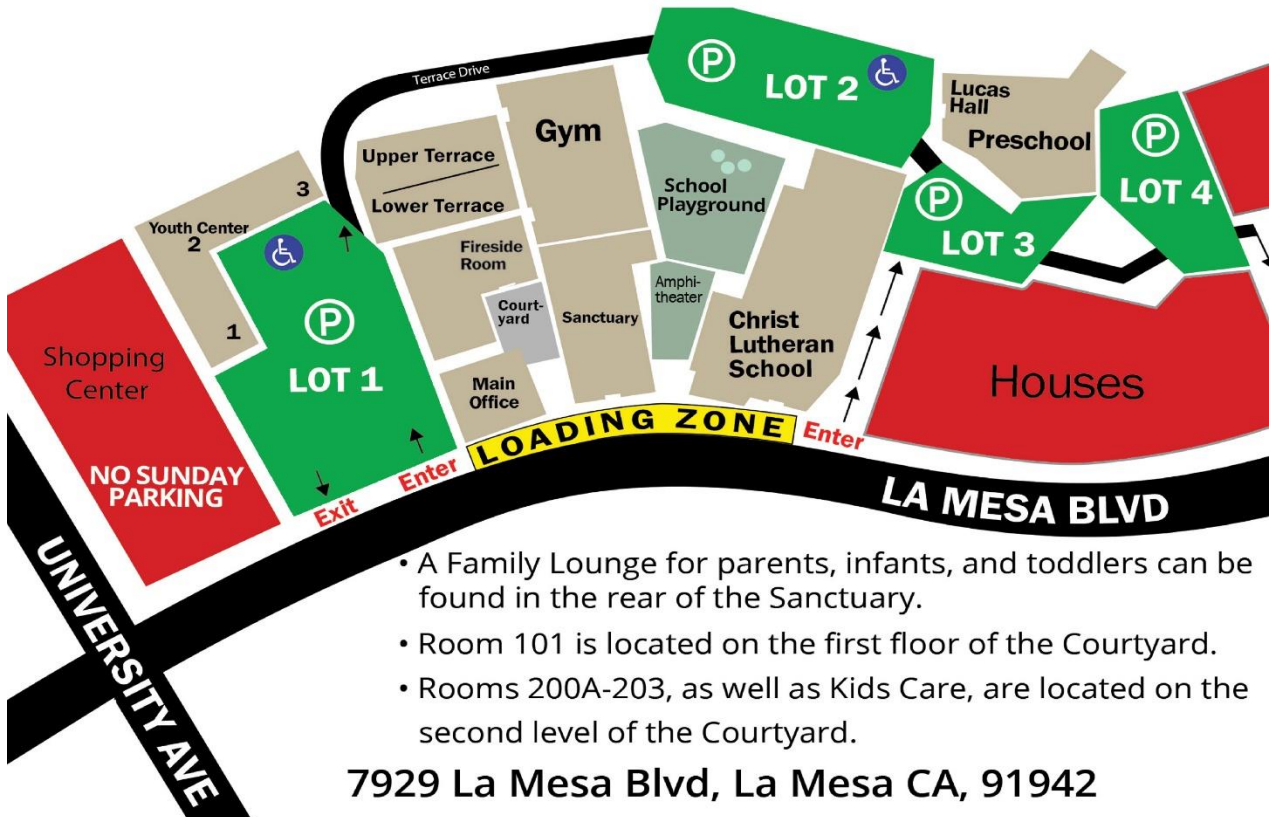 Terrace Drive
P
LOT 2
Lucas
Hall
Preschool
P
LOT 4
Gym
Upper Terrace
Lower Terrace
School
Playground
P
LOT 3
3
Youth Center
2
1
Fireside
Room
Court-
yard
Sanctuary
Amphi-
theater
Christ
Lutheran
School
P
LOT 1
Shopping
Center
NO SUNDAY
PARKING
Main
Office
Houses
LOADING ZONE
Enter
Enter
Exit
LA MESA BLVD
UNIVERSITY AVE
• A Family Lounge for parents, infants, and toddlers can be
found in the rear of the Sanctuary.
• Room 101 is located on the first floor of the Courtyard.
• Rooms 200A-203, as well as Kids Care, are located on the
second level of the Courtyard.
7929 La Mesa Blvd, La Mesa CA, 91942